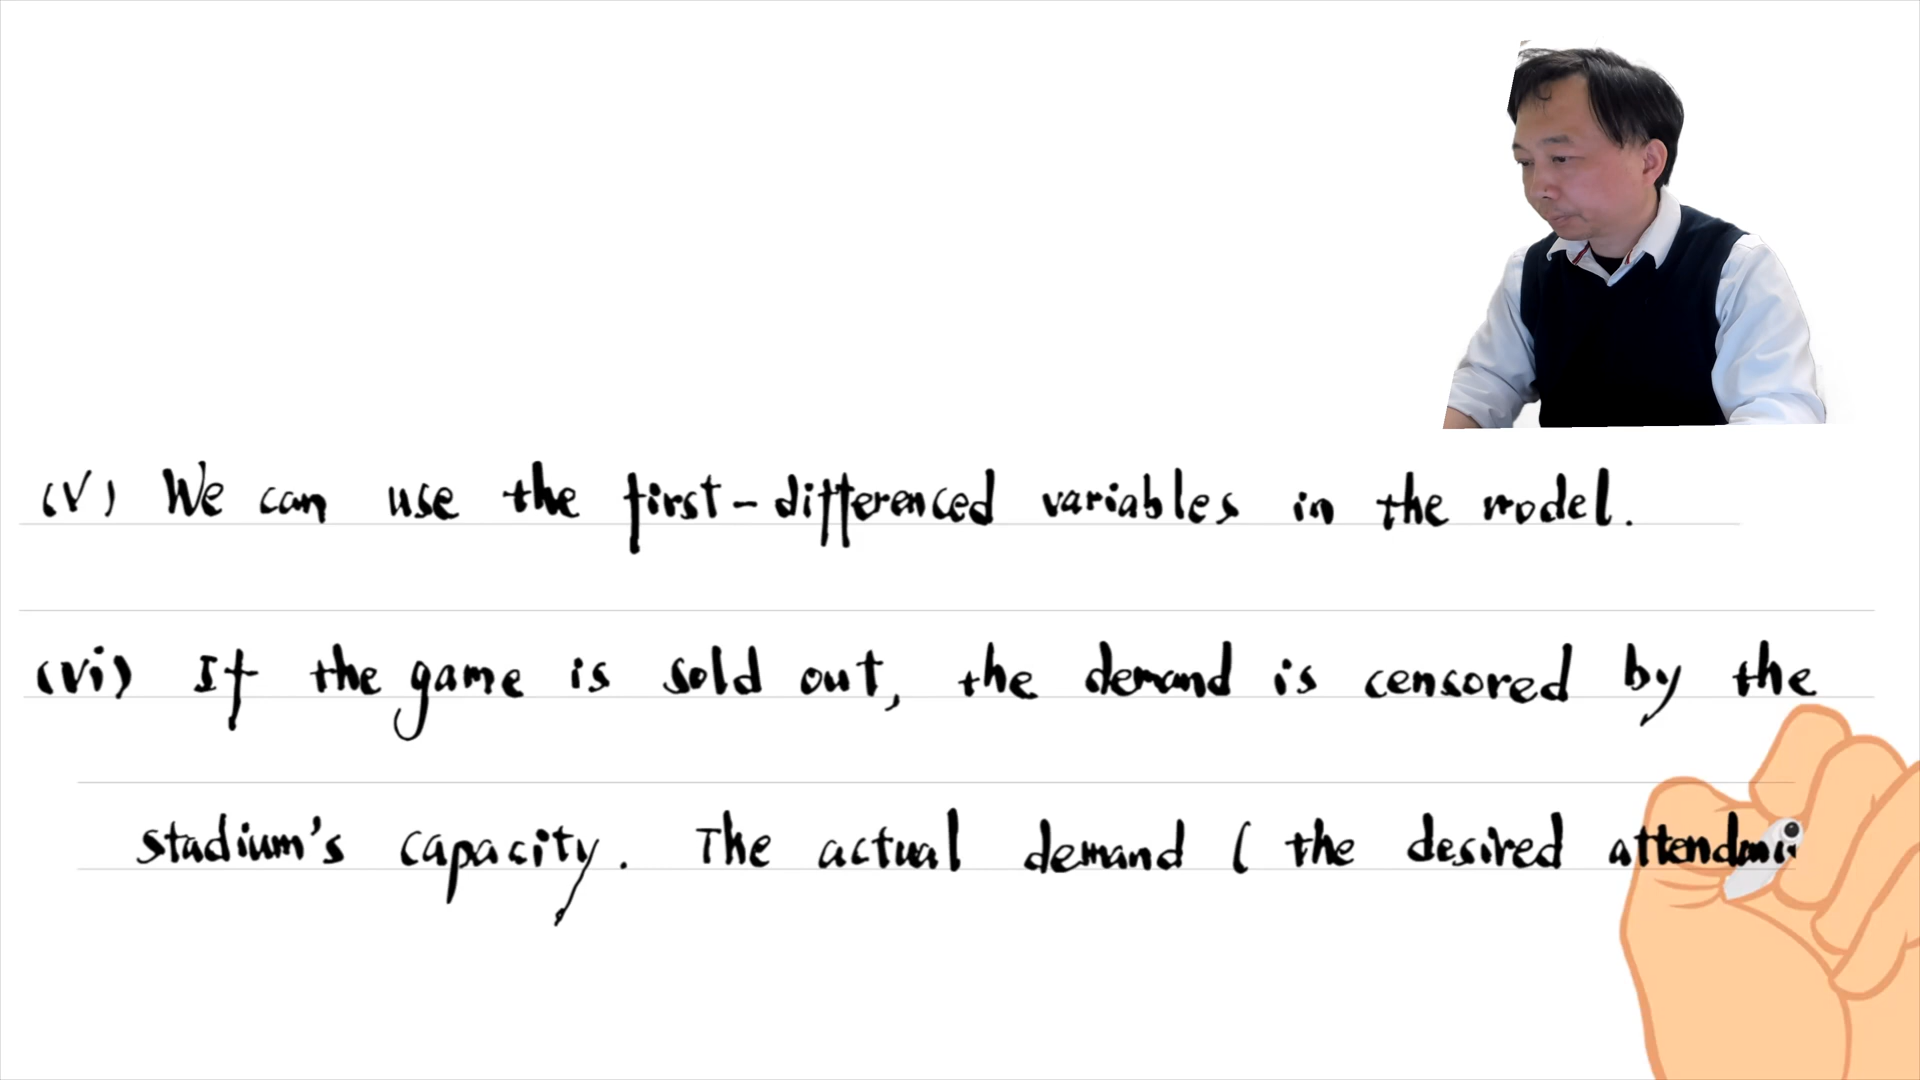 (V) We can use the first-differenced variables in the model.
(Vi) If the game is sold out, the demand is censored by the
stadium's capacity. The actual demand ( the desired